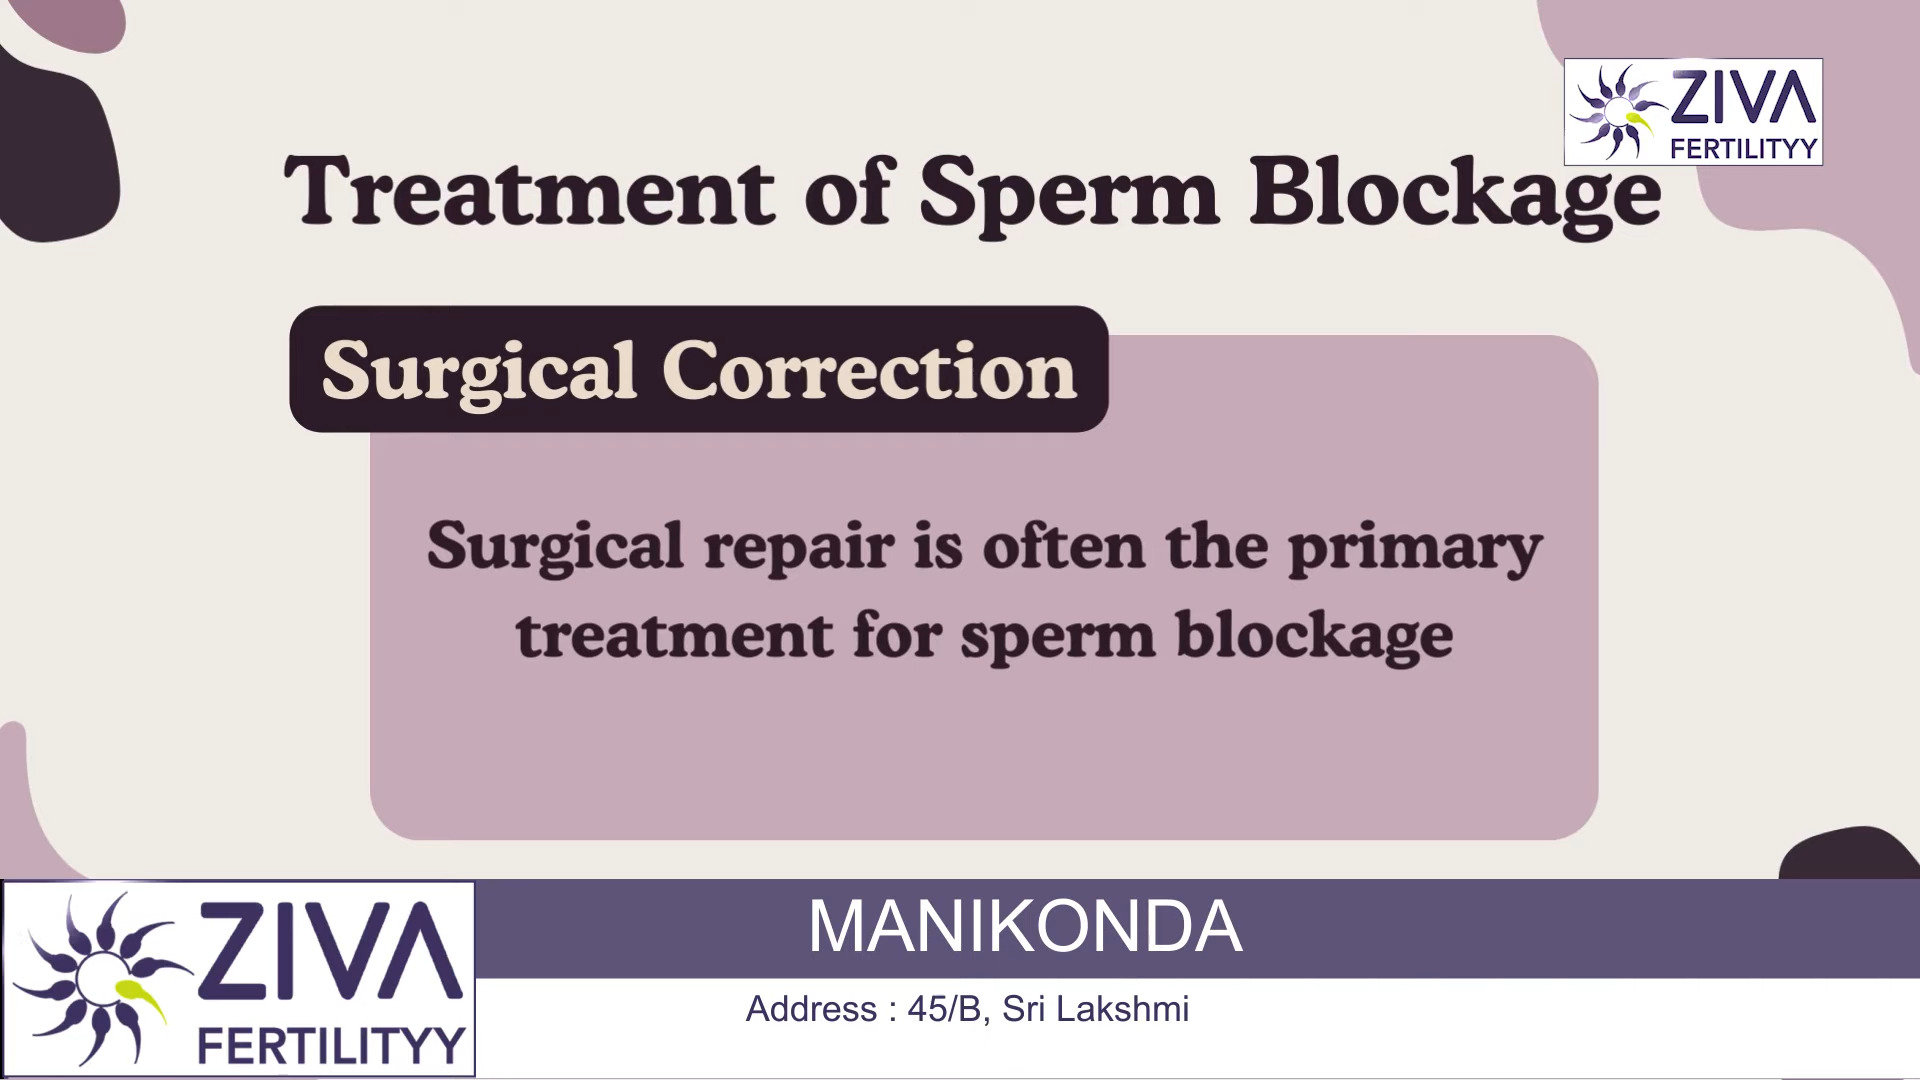 ZIVA
FERTILITYY
Treatment of Sperm Blockage
Surgical Correction
Surgical repair is often the primary
treatment for sperm blockage
ZIVA
FERTILITYY
MANIKONDA
Address : 45/B, Sri Lakshmi